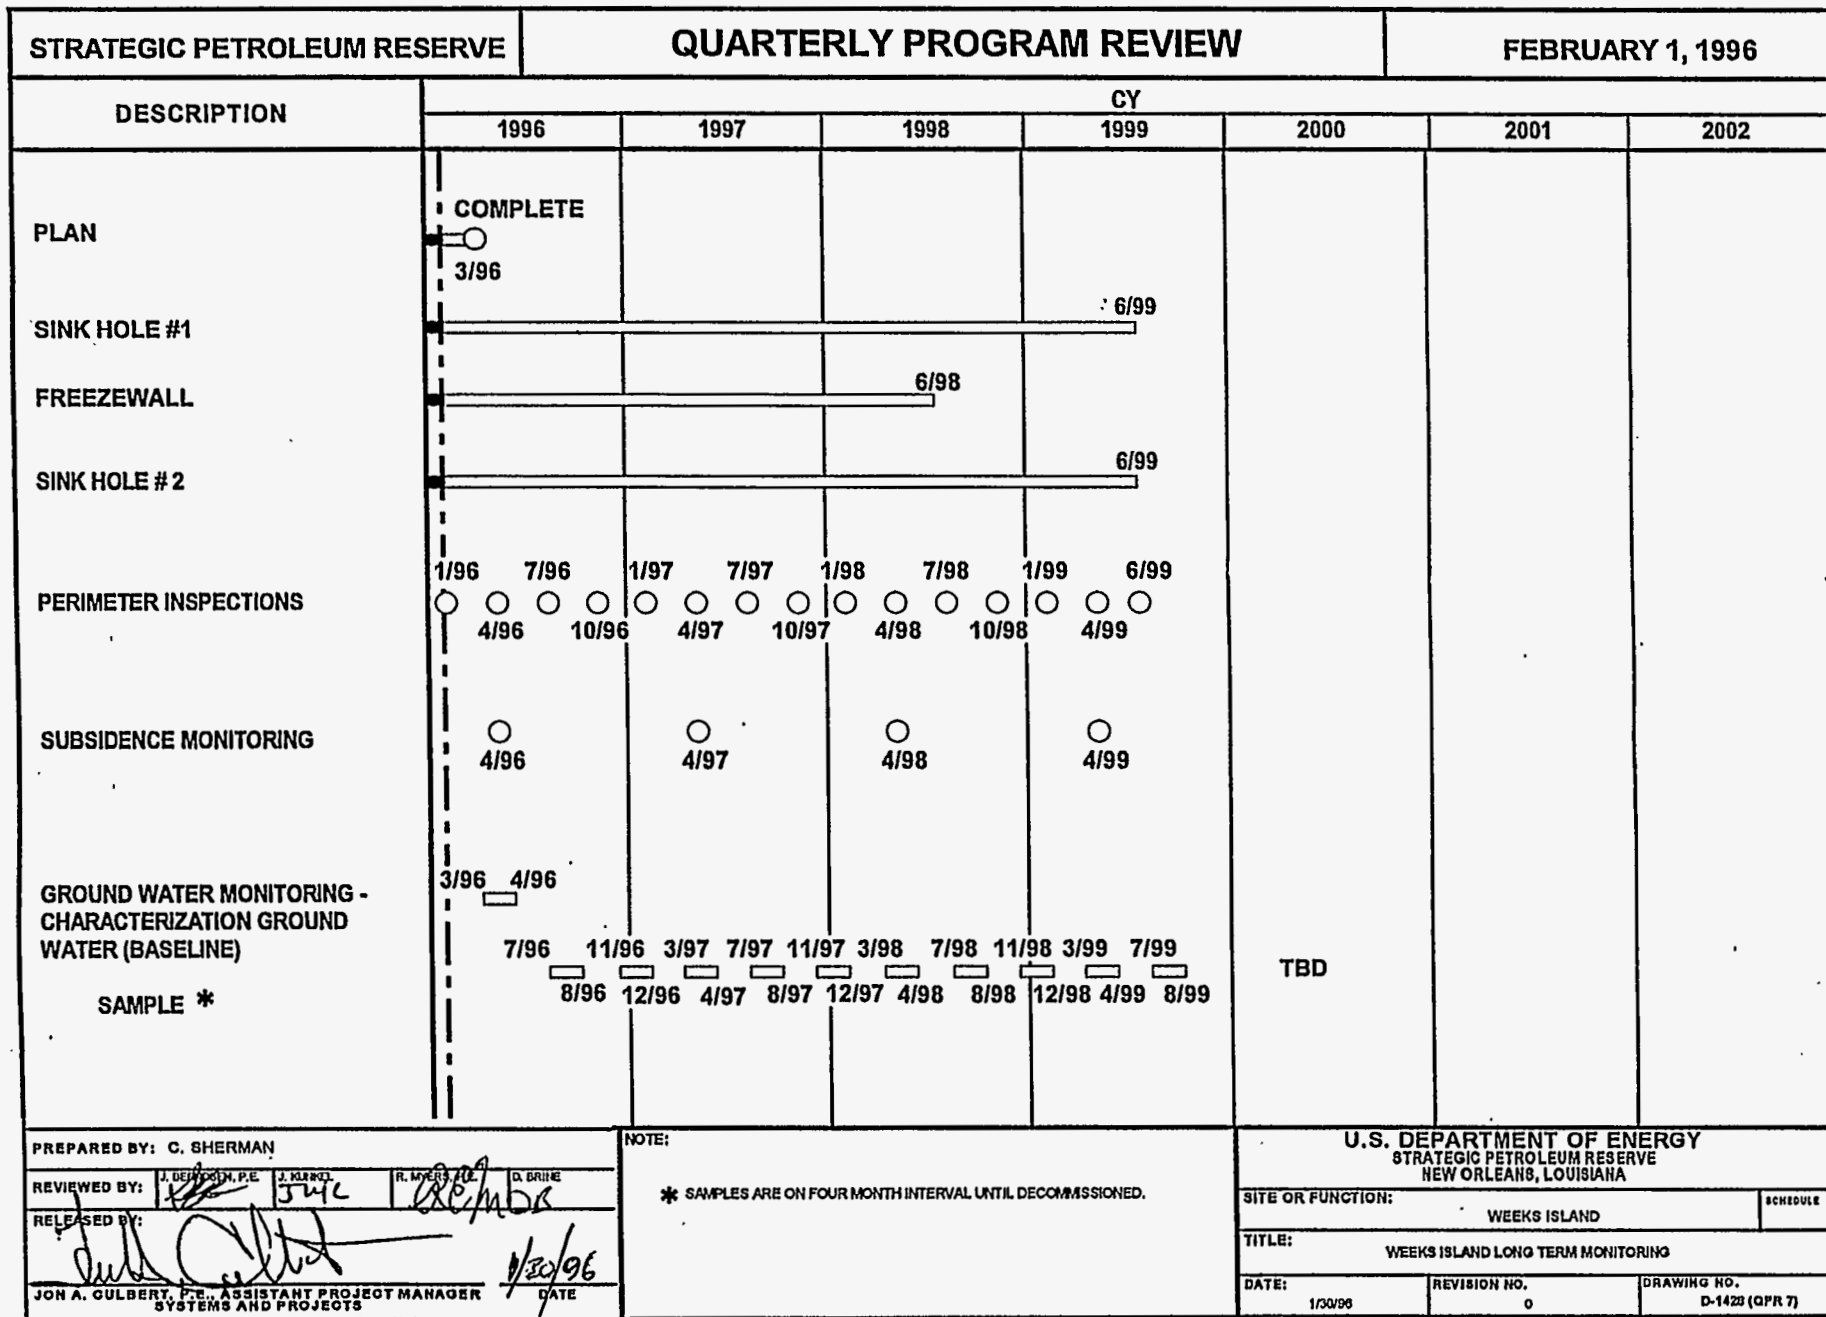 STRATEGIC PETROLEUM RESERVE
QUARTERLY PROGRAM REVIEW
FEBRUARY 1, 1996
DESCRIPTION
CY
1996 1997 1998 1999 2000 2001 2002
PLAN
COMPLETE
3/96
SINK HOLE #1
6/99
FREEZEWALL
6/98
SINK HOLE # 2
6/99
1/96 7/96 1/97 7/97 1/98 7/98 1/99 6/99
PERIMETER INSPECTIONS
4/96 10/96 4/97 10/97 4/98 10/98 4/99
SUBSIDENCE MONITORING
4/96 4/97 4/98 4/99
3/96 4/96
GROUND WATER MONITORING -
CHARACTERIZATION GROUND
WATER (BASELINE)
7/96 11/96 3/97 7/97 11/97 3/98 7/98 11/98 3/99 7/99
TBD
8/96 12/96 4/97 8/97 12/97 4/98 8/98 12/98 4/99 8/99
SAMPLE *
PREPARED BY: C. SHERMAN
REVIEWED BY:
P.E.
J. KUNKEL
R. MYERS, P.E.
D. BRINE
RELEASED BY:
1/30/96
JON A. CULBERT, P.E., ASSISTANT PROJECT MANAGER
SYSTEMS AND PROJECTS
DATE
NOTE:
* SAMPLES ARE ON FOUR MONTH INTERVAL UNTIL DECOMMISSIONED.
U.S. DEPARTMENT OF ENERGY
STRATEGIC PETROLEUM RESERVE
NEW ORLEANS, LOUISIANA
SITE OR FUNCTION:
WEEKS ISLAND
SCHEDULE
TITLE:
WEEKS ISLAND LONG TERM MONITORING
DATE:
1/30/96
REVISION NO.
0
DRAWING NO.
D-1428 (QPR 7)